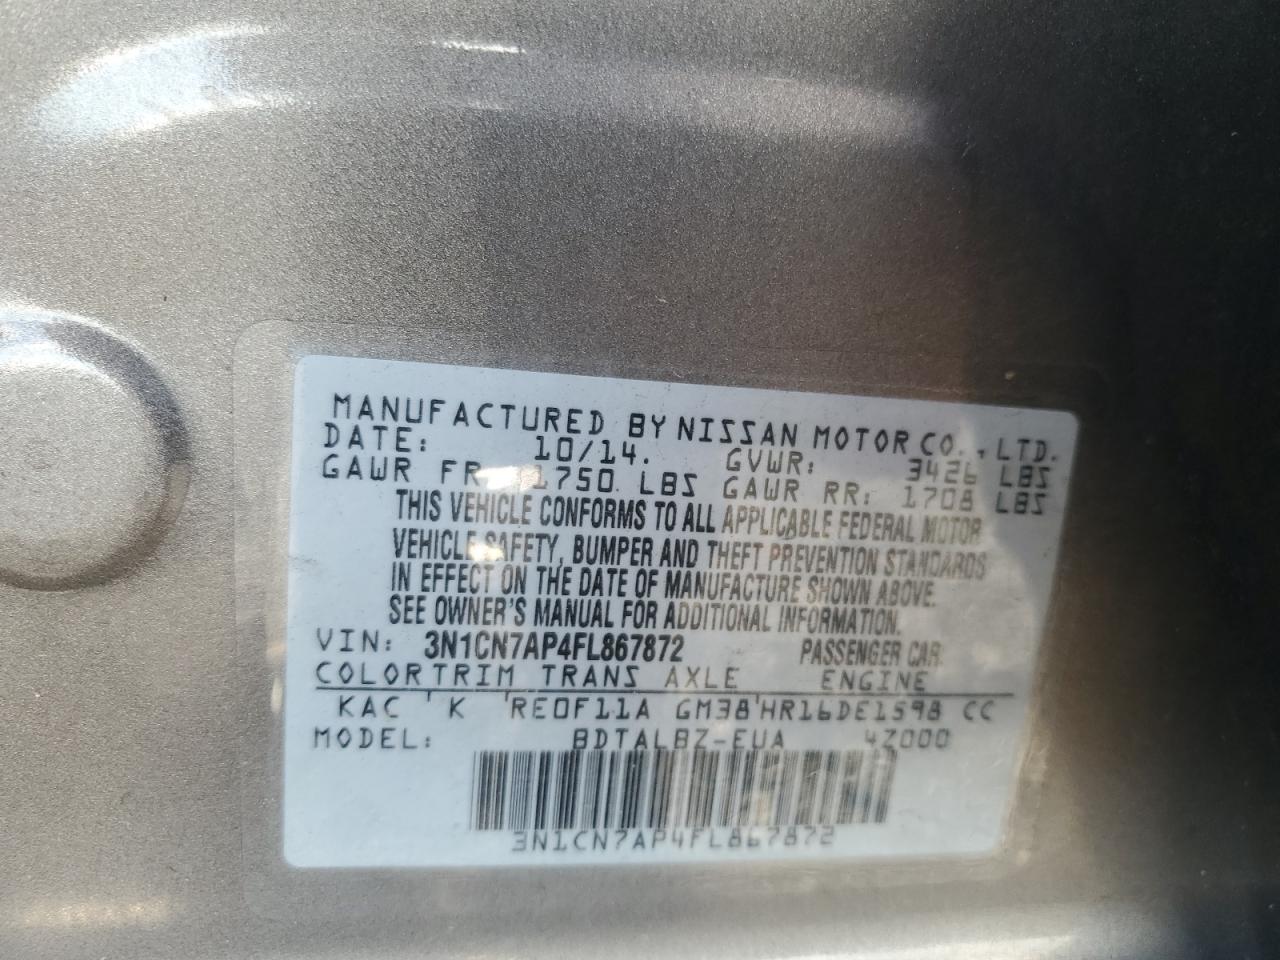 MANUFACTURED BY NISSAN MOTOR CO., LTD.
DATE: 10/14. GVWR: 3426 LBS
GAWR FR: 1750 LBS GAWR RR: 1708 LBS
THIS VEHICLE CONFORMS TO ALL APPLICABLE FEDERAL MOTOR
VEHICLE SAFETY, BUMPER AND THEFT PREVENTION STANDARDS
IN EFFECT ON THE DATE OF MANUFACTURE SHOWN ABOVE.
SEE OWNER'S MANUAL FOR ADDITIONAL INFORMATION.
VIN: 3N1CN7AP4FL867872 PASSENGER CAR
COLOR TRIM TRANS AXLE ENGINE
KAC ' K 'RE0F11A GM38'HR16DE1598 CC
MODEL: BDTALBZ-EUA 4Z000
3N1CN7AP4FL867872